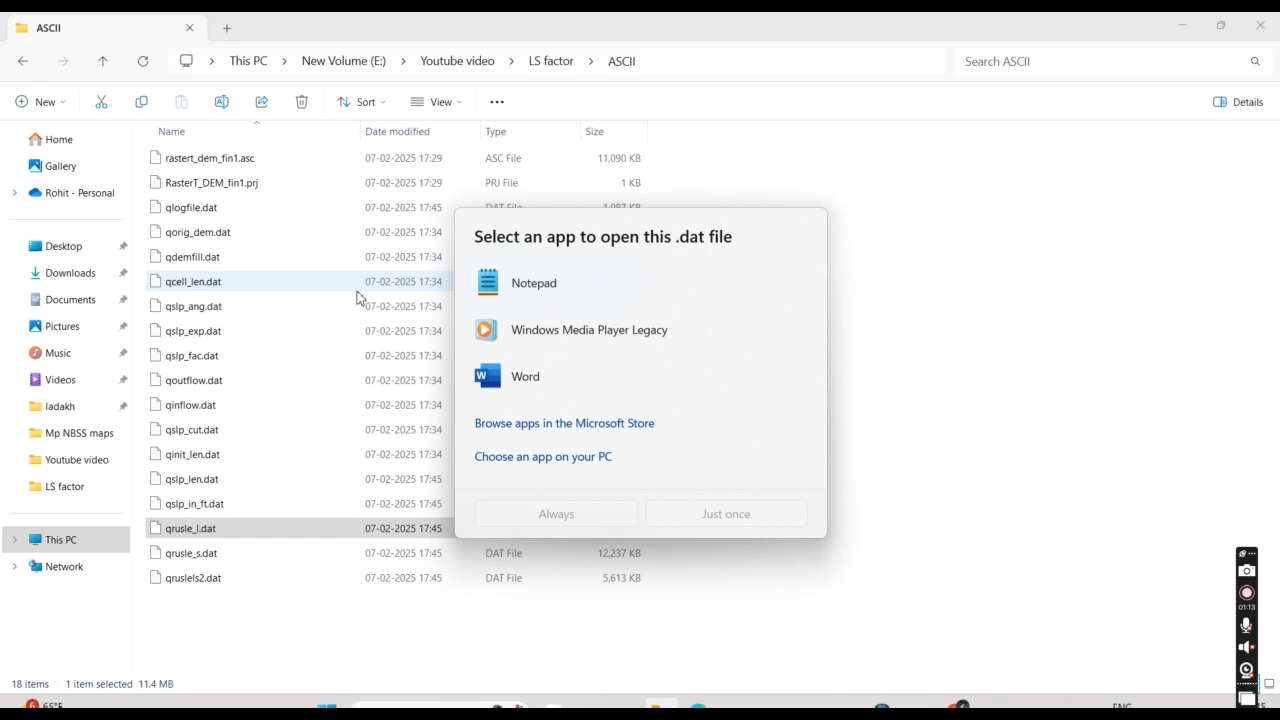 ASCII
This PC > New Volume (E:) > Youtube video > LS factor > ASCII
Search ASCII
New
Sort
View
Details
Name Date modified Type Size
Home
Gallery
Rohit - Personal
Desktop
Downloads
Documents
Pictures
Music
Videos
ladakh
Mp NBSS maps
Youtube video
LS factor
This PC
Network
rastert_dem_fin1.asc 07-02-2025 17:29 ASC File 11,090 KB
RasterT_DEM_fin1.prj 07-02-2025 17:29 PRJ File 1 KB
qlogfile.dat 07-02-2025 17:45 DAT File 1,087 KB
qorig_dem.dat 07-02-2025 17:34
qdemfill.dat 07-02-2025 17:34
qcell_len.dat 07-02-2025 17:34
qslp_ang.dat 07-02-2025 17:34
qslp_exp.dat 07-02-2025 17:34
qslp_fac.dat 07-02-2025 17:34
qoutflow.dat 07-02-2025 17:34
qinflow.dat 07-02-2025 17:34
qslp_cut.dat 07-02-2025 17:34
qinit_len.dat 07-02-2025 17:34
qslp_len.dat 07-02-2025 17:45
qslp_in_ft.dat 07-02-2025 17:45
qrusle_l.dat 07-02-2025 17:45
qrusle_s.dat 07-02-2025 17:45 DAT File 12,237 KB
qruslels2.dat 07-02-2025 17:45 DAT File 5,613 KB
Select an app to open this .dat file
Notepad
Windows Media Player Legacy
Word
Browse apps in the Microsoft Store
Choose an app on your PC
Always
Just once
01:13
18 items 1 item selected 11.4 MB
6 65°F
ENG